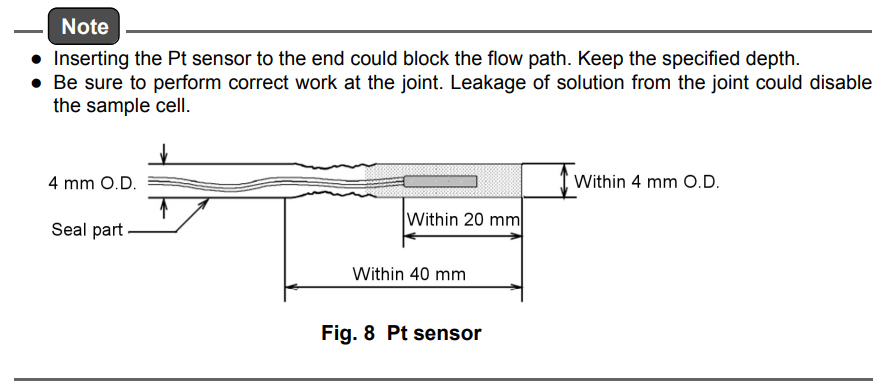 Note
● Inserting the Pt sensor to the end could block the flow path. Keep the specified depth.
● Be sure to perform correct work at the joint. Leakage of solution from the joint could disable
the sample cell.
4 mm O.D.
Within 4 mm O.D.
Seal part
Within 20 mm
Within 40 mm
Fig. 8 Pt sensor